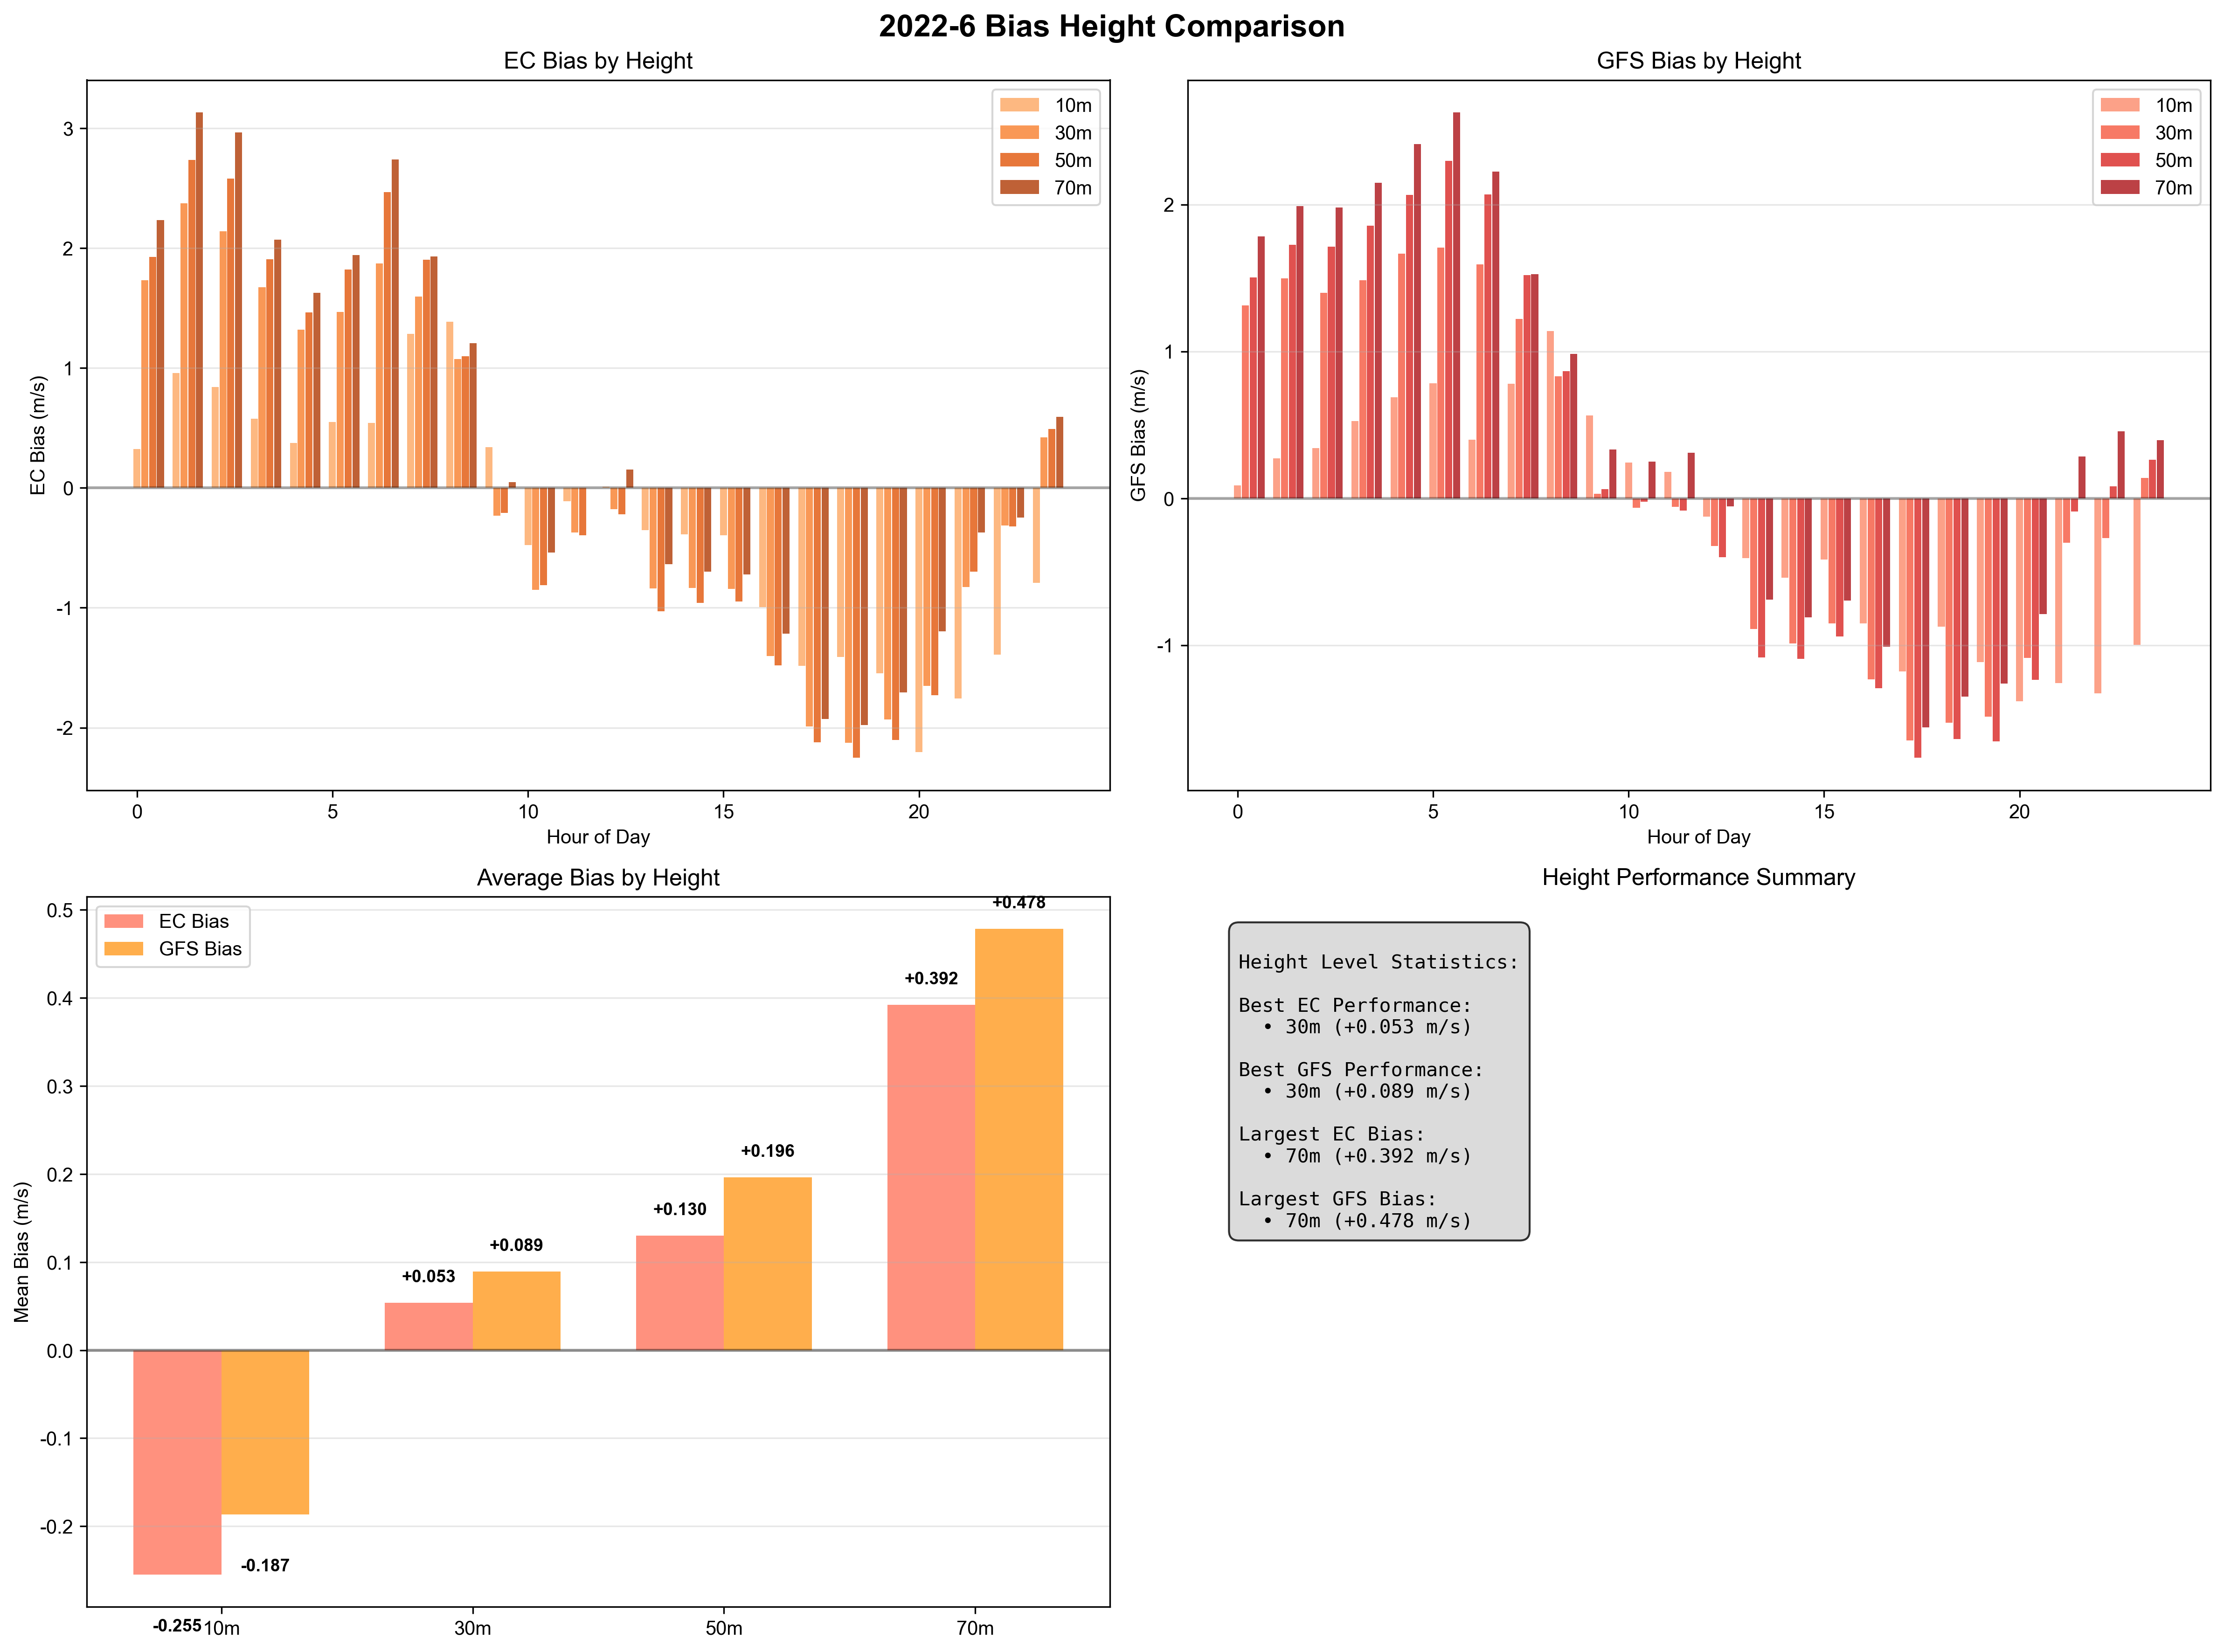 2022-6 Bias Height Comparison
EC Bias by Height
EC Bias (m/s)
3
2
1
0
-1
-2
10m
30m
50m
70m
0
5
10
15
20
Hour of Day
GFS Bias by Height
GFS Bias (m/s)
2
1
0
-1
10m
30m
50m
70m
0
5
10
15
20
Hour of Day
Average Bias by Height
Mean Bias (m/s)
0.5
0.4
0.3
0.2
0.1
0.0
-0.1
-0.2
EC Bias
GFS Bias
-0.255
-0.187
+0.053
+0.089
+0.130
+0.196
+0.392
+0.478
10m
30m
50m
70m
Height Performance Summary
Height Level Statistics:
Best EC Performance:
• 30m (+0.053 m/s)
Best GFS Performance:
• 30m (+0.089 m/s)
Largest EC Bias:
• 70m (+0.392 m/s)
Largest GFS Bias:
• 70m (+0.478 m/s)